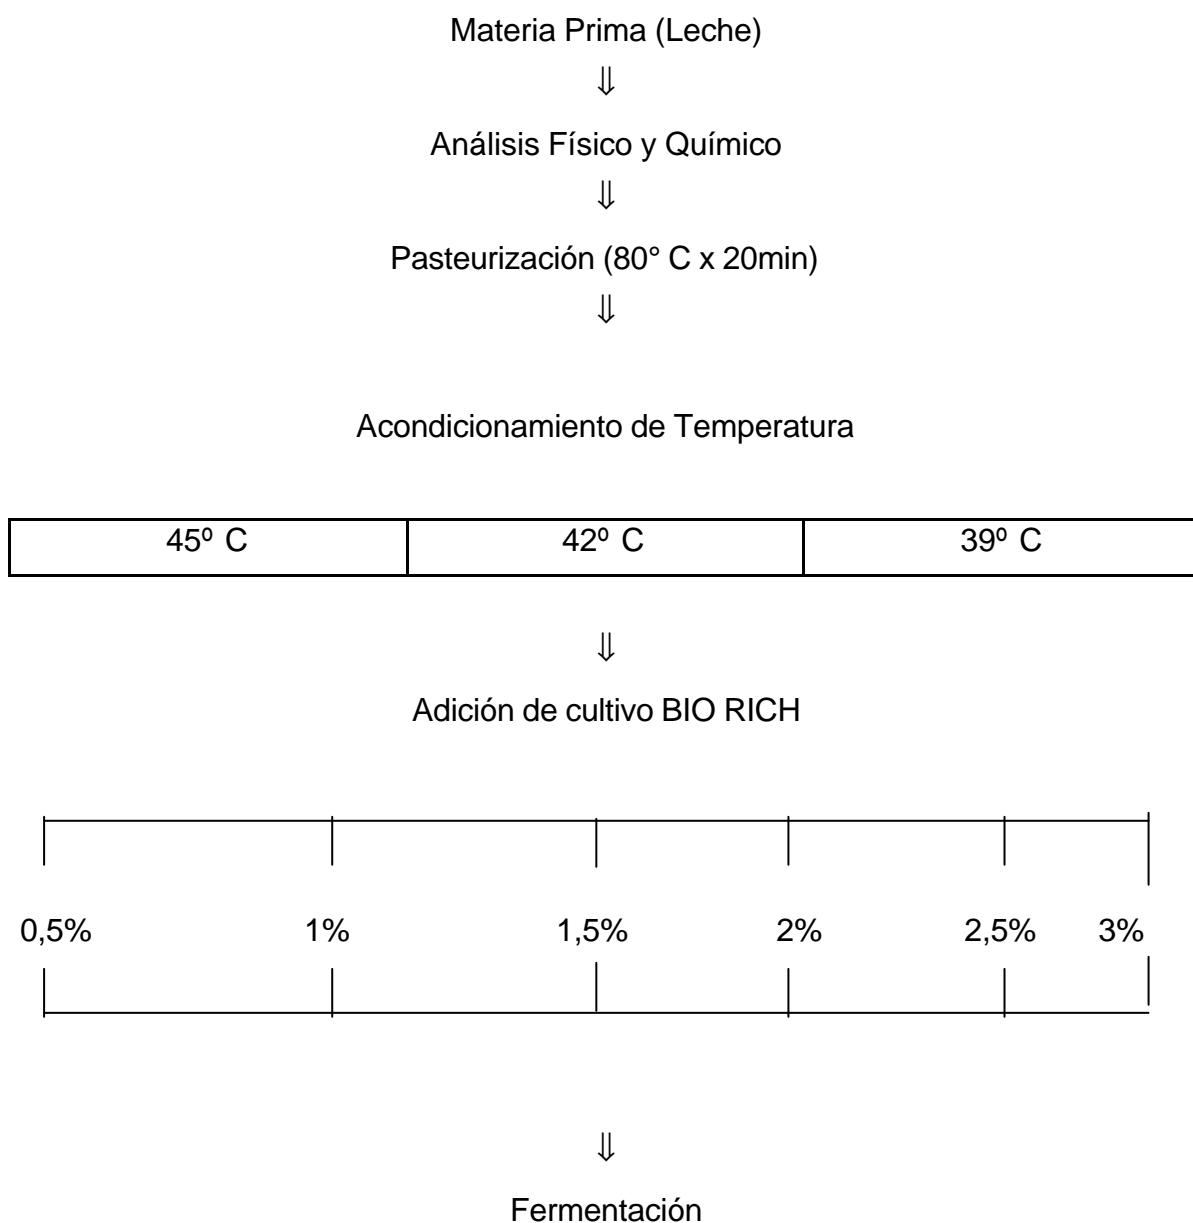 Materia Prima (Leche)
⇓
Análisis Físico y Químico
⇓
Pasteurización (80° C x 20min)
⇓
Acondicionamiento de Temperatura
45º C 42º C 39º C
⇓
Adición de cultivo BIO RICH
0,5% 1% 1,5% 2% 2,5% 3%
⇓
Fermentación